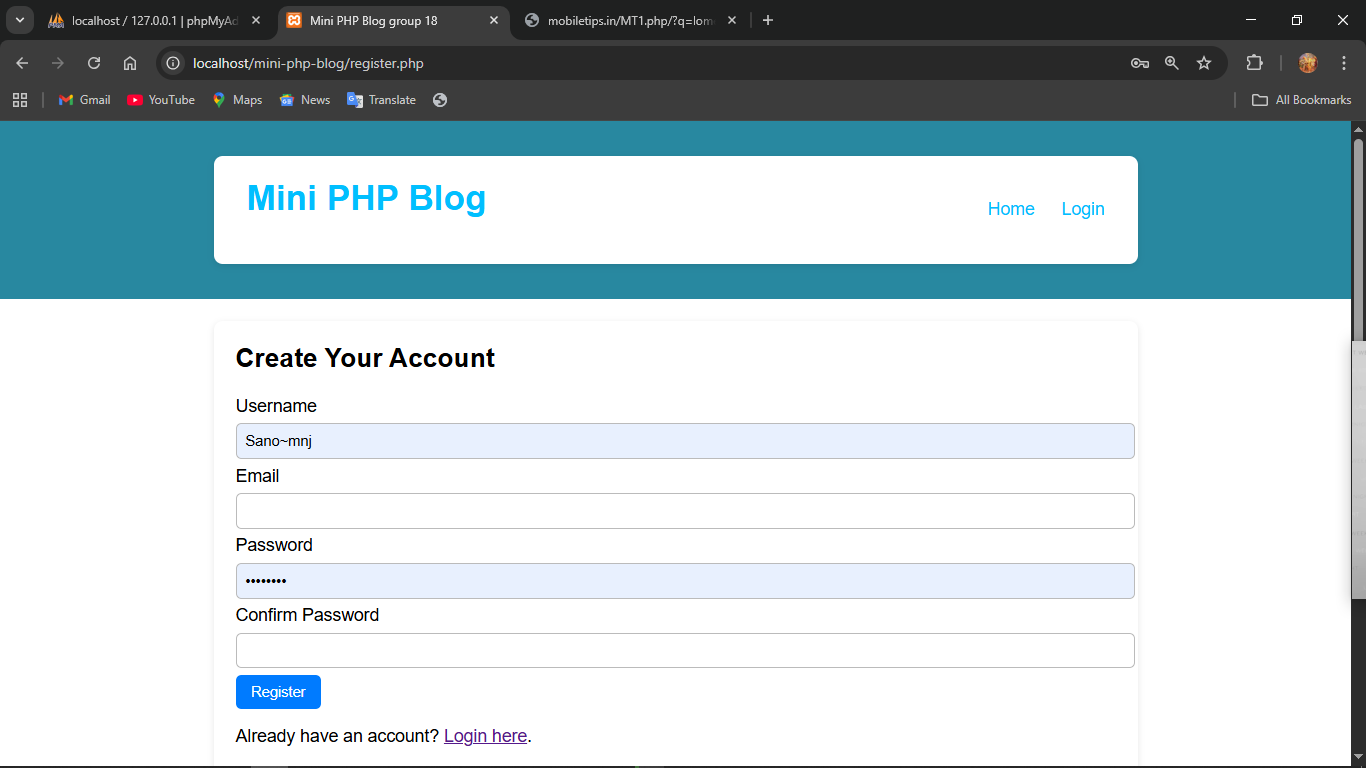 localhost / 127.0.0.1 | phpMyAd
Mini PHP Blog group 18
mobiletips.in/MT1.php/?q=lom
localhost/mini-php-blog/register.php
Gmail
YouTube
Maps
News
Translate
All Bookmarks
Mini PHP Blog
Home
Login
Create Your Account
Username
Sano~mnj
Email
Password
••••••••
Confirm Password
Register
Already have an account? Login here.